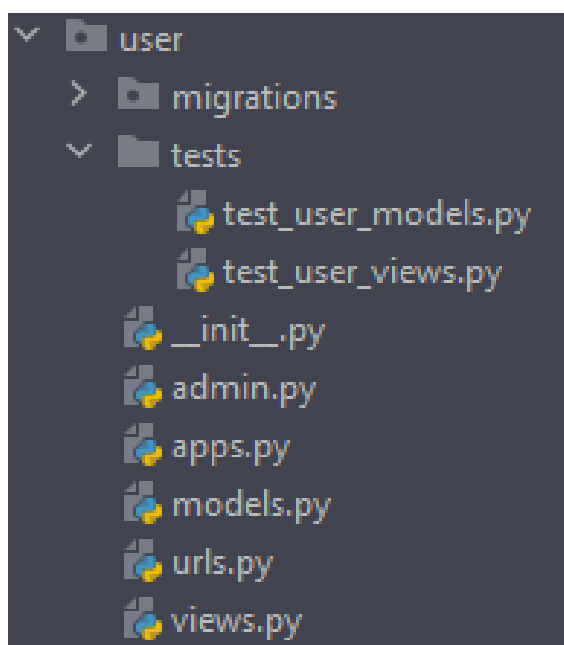 user
migrations
tests
test_user_models.py
test_user_views.py
__init__.py
admin.py
apps.py
models.py
urls.py
views.py